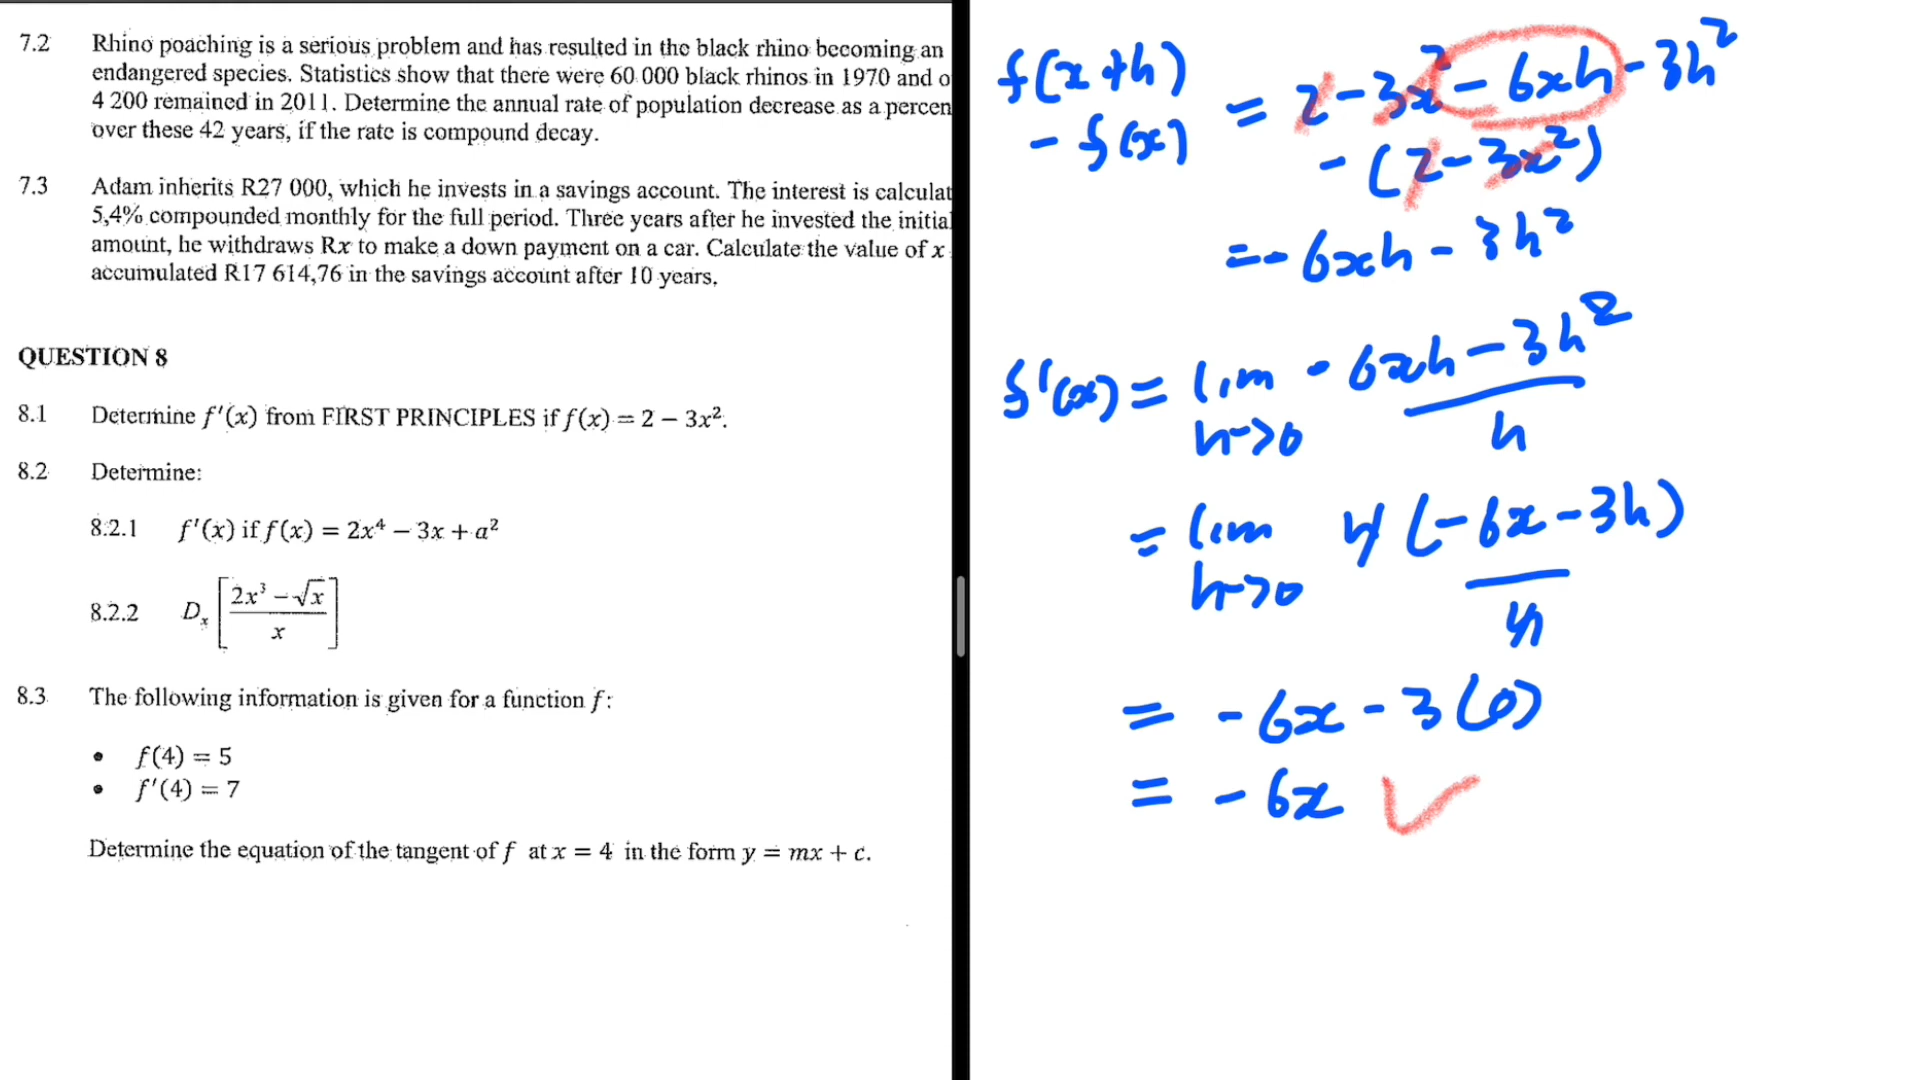 7.2 Rhino poaching is a serious problem and has resulted in the black rhino becoming an
endangered species. Statistics show that there were 60 000 black rhinos in 1970 and o
4 200 remained in 2011. Determine the annual rate of population decrease as a percen
over these 42 years, if the rate is compound decay.
7.3 Adam inherits R27 000, which he invests in a savings account. The interest is calculat
5,4% compounded monthly for the full period. Three years after he invested the initial
amount, he withdraws Rx to make a down payment on a car. Calculate the value of x
accumulated R17 614,76 in the savings account after 10 years.
QUESTION 8
8.1 Determine f'(x) from FIRST PRINCIPLES if f(x) = 2 – 3x².
8.2 Determine:
8.2.1 f'(x) if f(x) = 2x⁴ – 3x + a²
8.2.2 Dₓ [(2x³ – √x)/x]
8.3 The following information is given for a function f:
• f(4) = 5
• f'(4) = 7
Determine the equation of the tangent of f at x = 4 in the form y = mx + c.
f(x+h) - f(x) = 2-3x²-6xh-3h²
-(2-3x²)
=-6xh-3h²
f'(x) = lim h->0 (-6xh-3h²)/h
= lim h->0 h(-6x-3h)/h
= -6x-3(0)
= -6x ✓